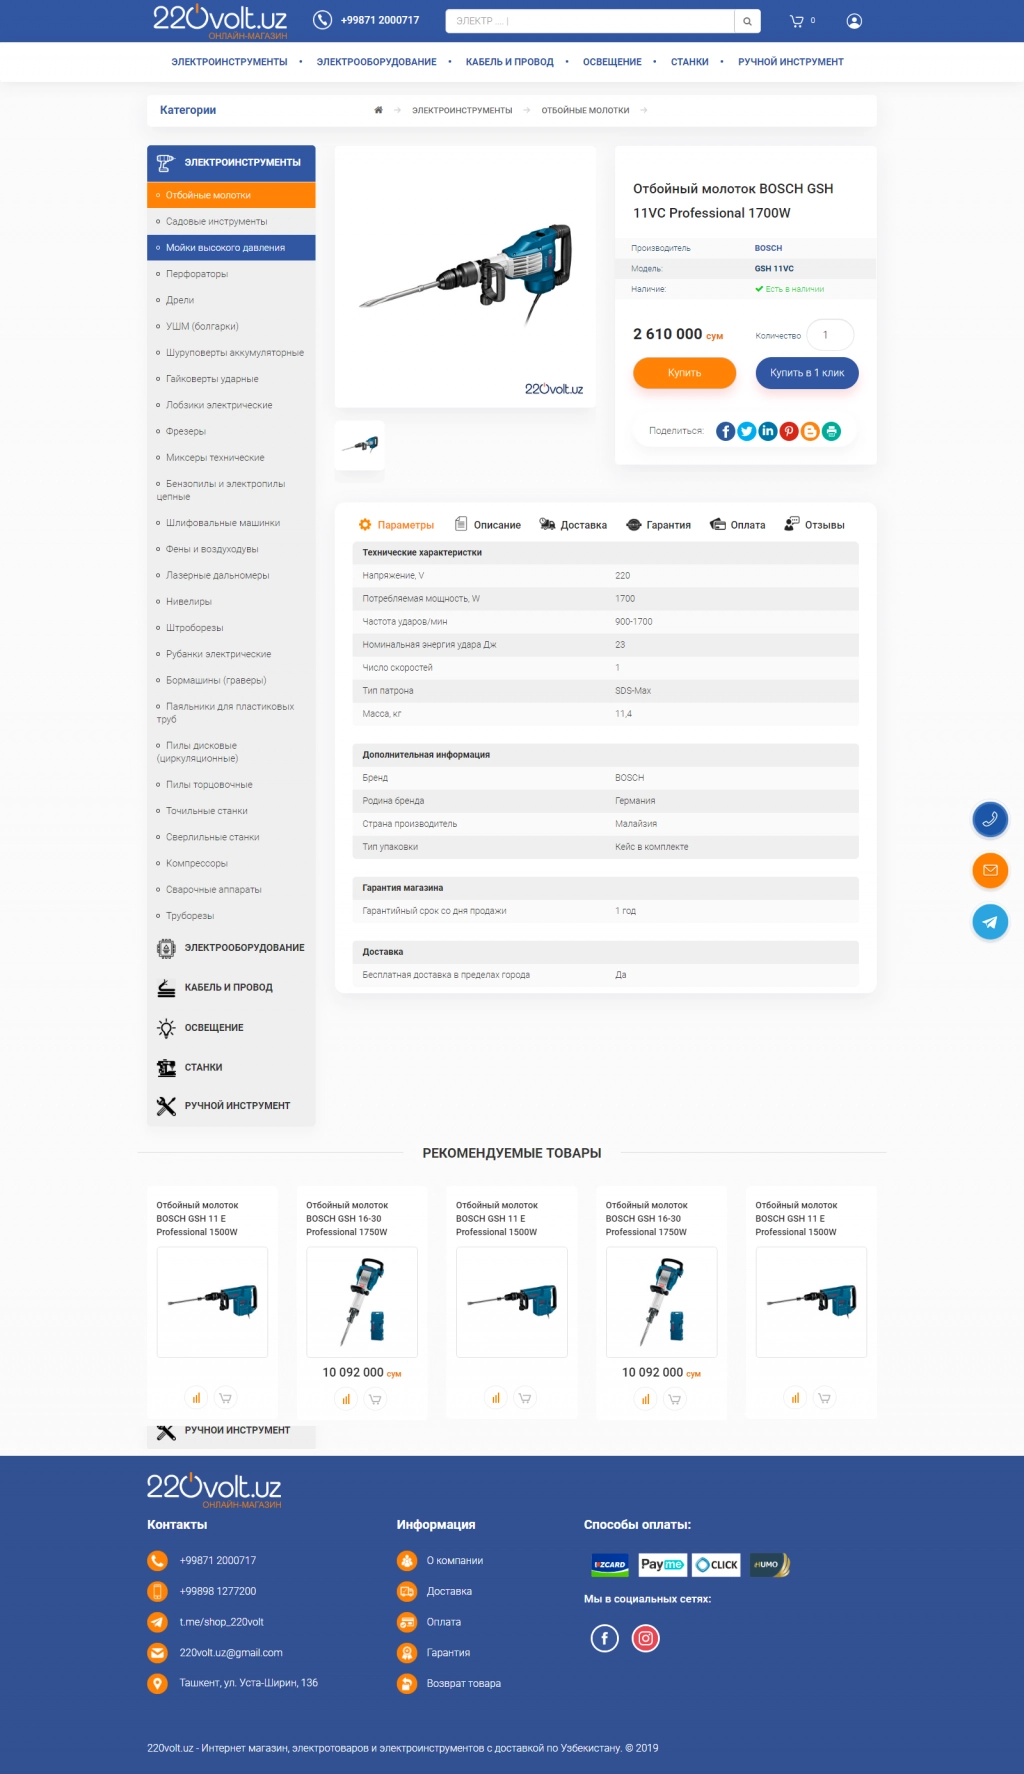 220volt.uz
ОНЛАЙН-МАГАЗИН
+99871 2000717
ЭЛЕКТР ... |
0
ЭЛЕКТРОИНСТРУМЕНТЫ • ЭЛЕКТРООБОРУДОВАНИЕ • КАБЕЛЬ И ПРОВОД • ОСВЕЩЕНИЕ • СТАНКИ • РУЧНОЙ ИНСТРУМЕНТ
Категории
ЭЛЕКТРОИНСТРУМЕНТЫ
ОТБОЙНЫЕ МОЛОТКИ
ЭЛЕКТРОИНСТРУМЕНТЫ
Отбойные молотки
Садовые инструменты
Мойки высокого давления
Перфораторы
Дрели
УШМ (болгарки)
Шуруповерты аккумуляторные
Гайковерты ударные
Лобзики электрические
Фрезеры
Миксеры технические
Бензопилы и электропилы
цепные
Шлифовальные машинки
Фены и воздуходувы
Лазерные дальномеры
Нивелиры
Штроборезы
Рубанки электрические
Бормашины (граверы)
Паяльники для пластиковых
труб
Пилы дисковые
(циркуляционные)
Пилы торцовочные
Точильные станки
Сверлильные станки
Компрессоры
Сварочные аппараты
Труборезы
ЭЛЕКТРООБОРУДОВАНИЕ
КАБЕЛЬ И ПРОВОД
ОСВЕЩЕНИЕ
СТАНКИ
РУЧНОЙ ИНСТРУМЕНТ
220volt.uz
Отбойный молоток BOSCH GSH
11VC Professional 1700W
Производитель BOSCH
Модель: GSH 11VC
Наличие: Есть в наличии
2 610 000 сум
Количество 1
Купить
Купить в 1 клик
Поделиться:
Параметры
Описание
Доставка
Гарантия
Оплата
Отзывы
Технические характеристки
Напряжение, V 220
Потребляемая мощность, W 1700
Частота ударов/мин 900-1700
Номинальная энергия удара Дж 23
Число скоростей 1
Тип патрона SDS-Max
Масса, кг 11,4
Дополнительная информация
Бренд BOSCH
Родина бренда Германия
Страна производитель Малайзия
Тип упаковки Кейс в комплекте
Гарантия магазина
Гарантийный срок со дня продажи 1 год
Доставка
Бесплатная доставка в пределах города Да
РЕКОМЕНДУЕМЫЕ ТОВАРЫ
Отбойный молоток
BOSCH GSH 11 E
Professional 1500W
Отбойный молоток
BOSCH GSH 16-30
Professional 1750W
10 092 000 сум
Отбойный молоток
BOSCH GSH 11 E
Professional 1500W
Отбойный молоток
BOSCH GSH 16-30
Professional 1750W
10 092 000 сум
Отбойный молоток
BOSCH GSH 11 E
Professional 1500W
РУЧНОЙ ИНСТРУМЕНТ
220volt.uz
ОНЛАЙН-МАГАЗИН
Контакты
+99871 2000717
+99898 1277200
t.me/shop_220volt
220volt.uz@gmail.com
Ташкент, ул. Уста-Ширин, 136
Информация
О компании
Доставка
Оплата
Гарантия
Возврат товара
Способы оплаты:
UZCARD
Payme
CLICK
HUMO
Мы в социальных сетях:
220volt.uz - Интернет магазин, электротоваров и электроинструментов с доставкой по Узбекистану. © 2019